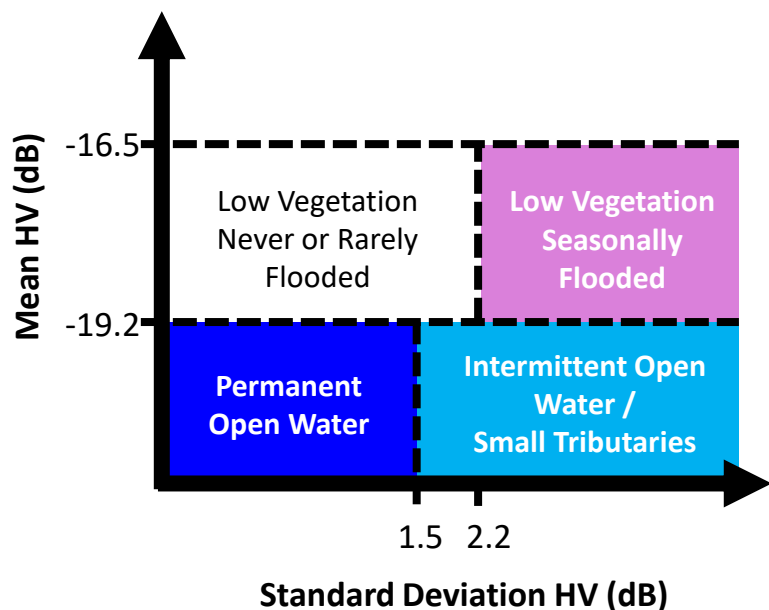 Mean HV (dB)
-16.5
Low Vegetation
Never or Rarely
Flooded
Low Vegetation
Seasonally
Flooded
-19.2
Permanent
Open Water
Intermittent Open
Water /
Small Tributaries
1.5
2.2
Standard Deviation HV (dB)